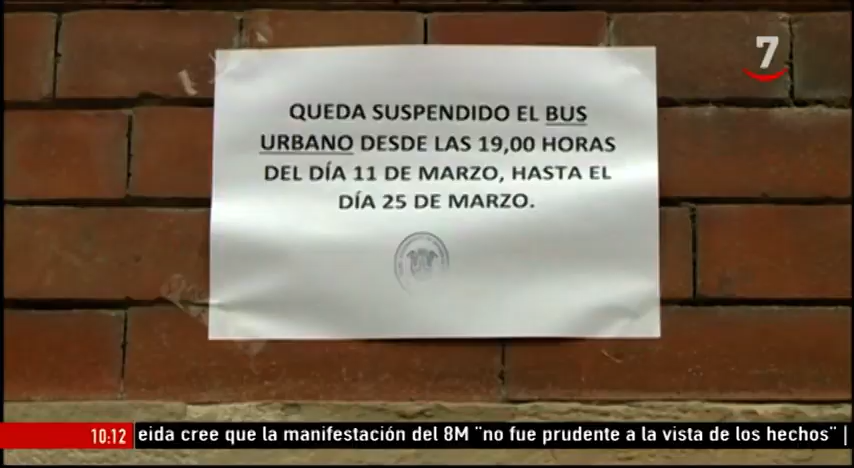 7
QUEDA SUSPENDIDO EL BUS
URBANO DESDE LAS 19,00 HORAS
DEL DÍA 11 DE MARZO, HASTA EL
DÍA 25 DE MARZO.
10:12 eida cree que la manifestación del 8M ¨no fue prudente a la vista de los hechos¨ |